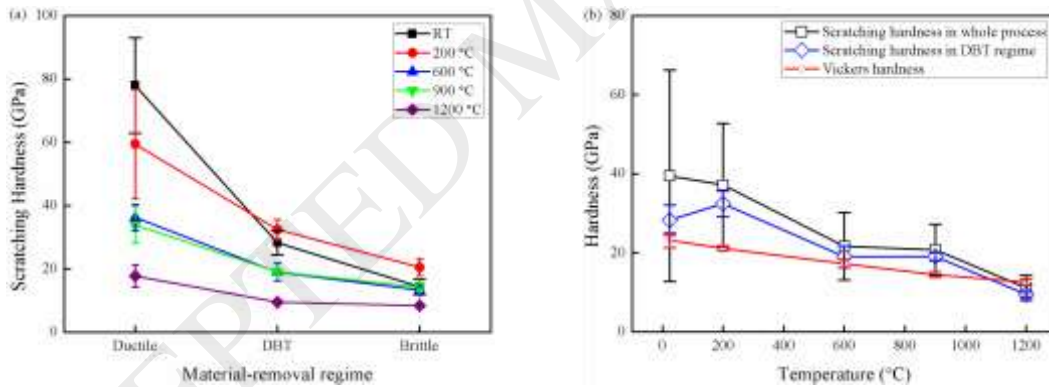 (a)
100
80
60
40
20
0
Scratching Hardness (GPa)
RT
200 °C
600 °C
900 °C
1200 °C
Ductile
DBT
Brittle
Material-removal regime
(b)
80
60
40
20
0
Hardness (GPa)
Scratching hardness in whole process
Scratching hardness in DBT regime
Vickers hardness
0
200
400
600
800
1000
1200
Temperature (°C)